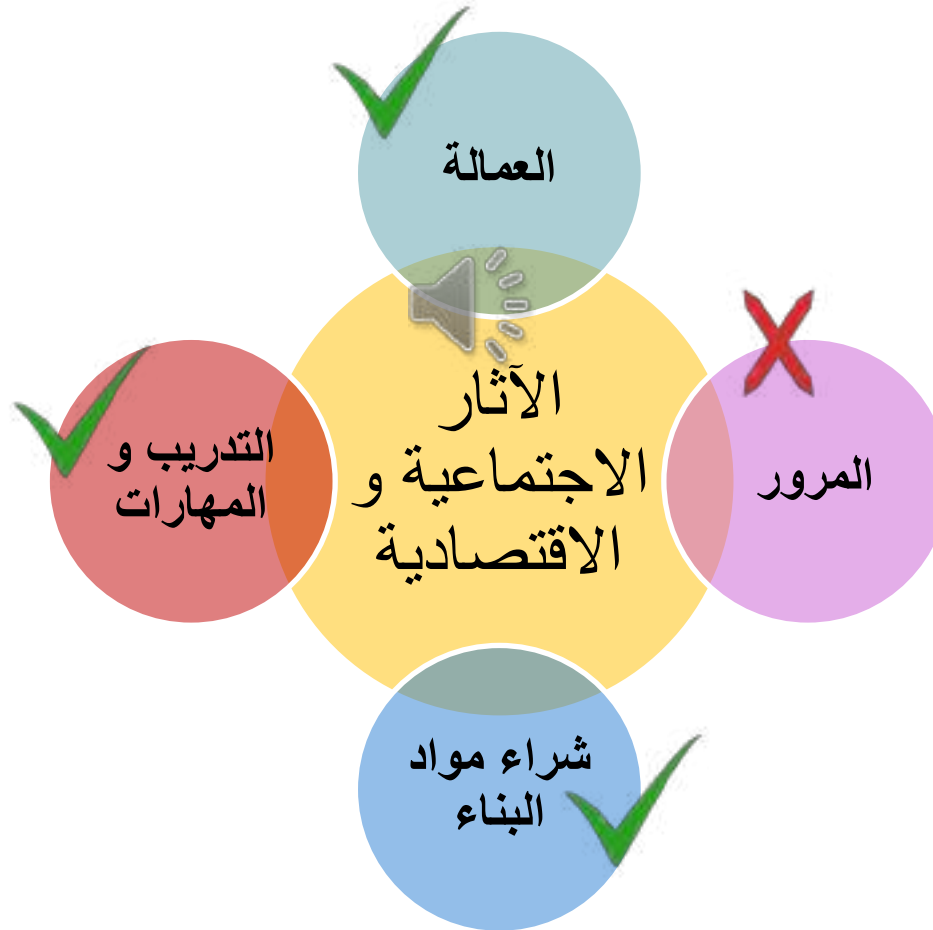 العمالة
الآثار
الاجتماعية و
الاقتصادية
المرور
التدريب و
المهارات
شراء مواد
البناء